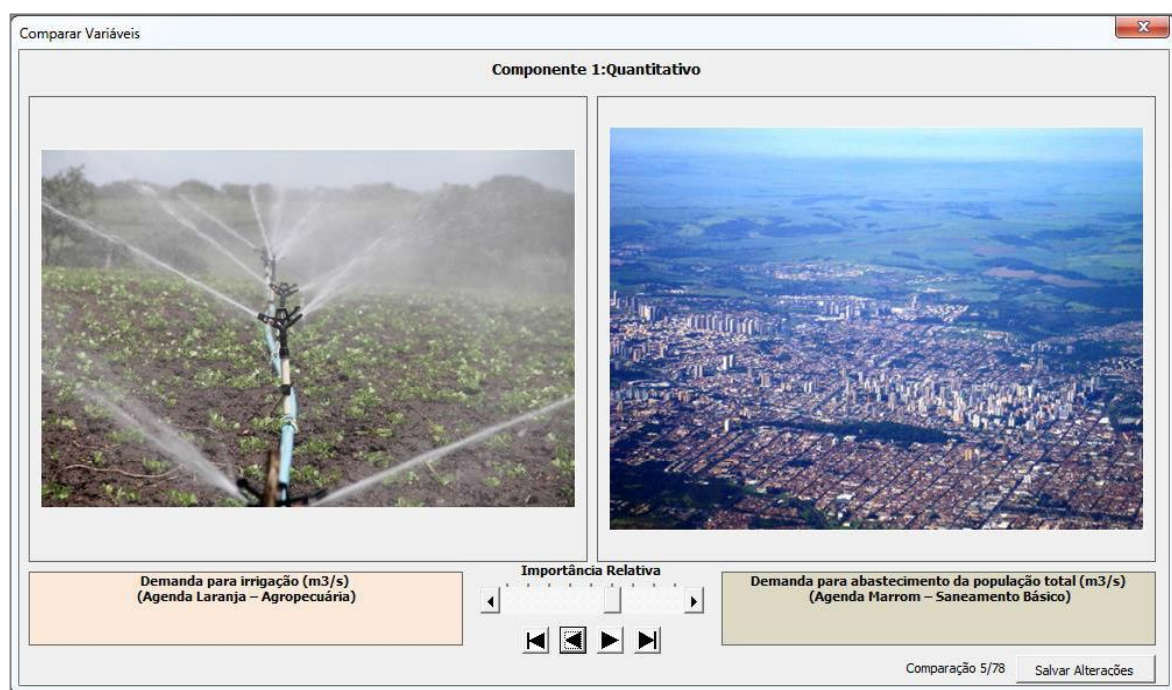 Comparar Variáveis
X
Componente 1:Quantitativo
Demanda para irrigação (m3/s)
(Agenda Laranja – Agropecuária)
Importância Relativa
Demanda para abastecimento da população total (m3/s)
(Agenda Marrom – Saneamento Básico)
Comparação 5/78
Salvar Alterações